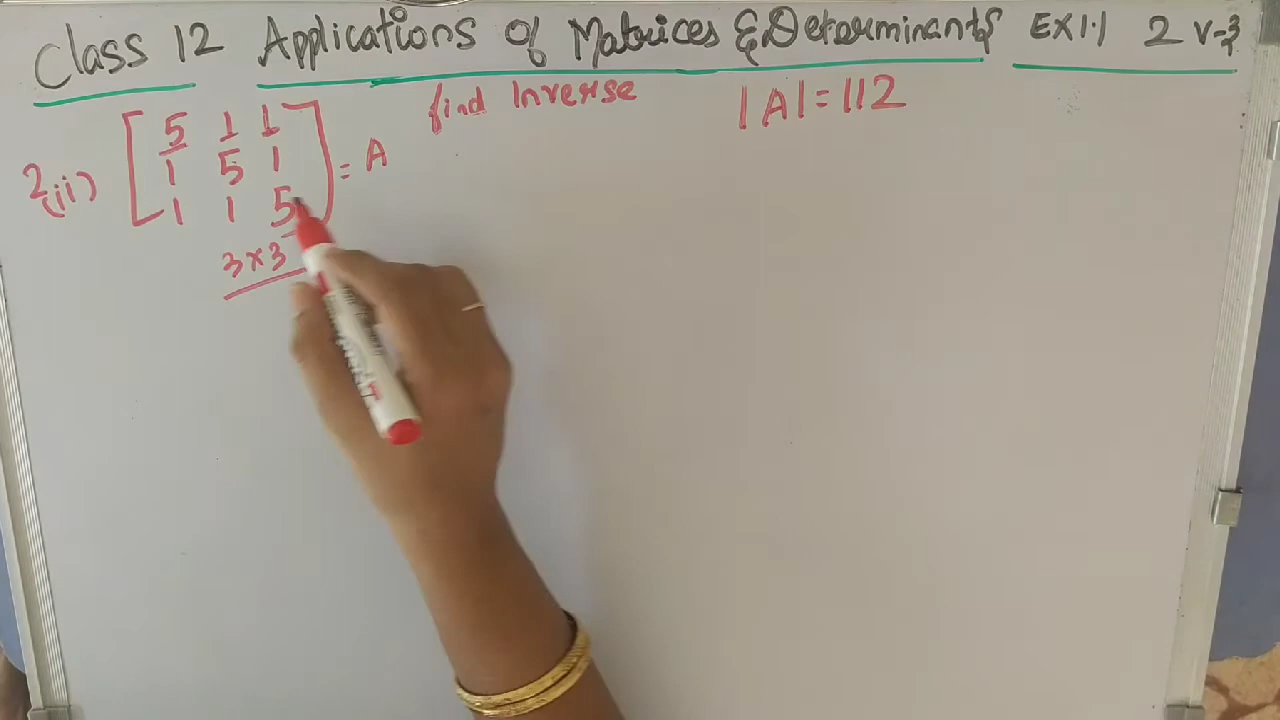 Class 12 Applications of Matrices & Determinants EX 1.1 2 V-3
find Inverse |A| = 112
2(ii) [5 1 1
1 5 1 = A
1 1 5]
3×3